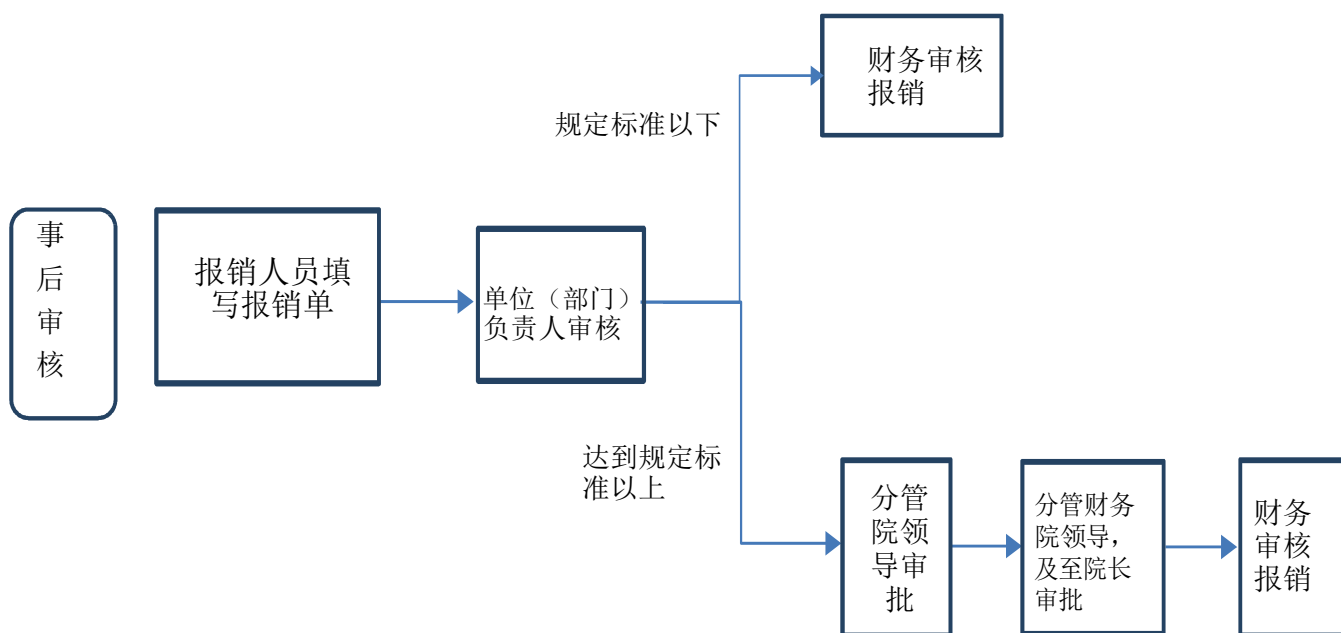 事
后
审
核
报销人员填
写报销单
单位（部门）
负责人审核
规定标准以下
财务审核
报销
达到规定标
准以上
分管
院领
导审
批
分管财务
院领导，
及至院长
审批
财务
审核
报销